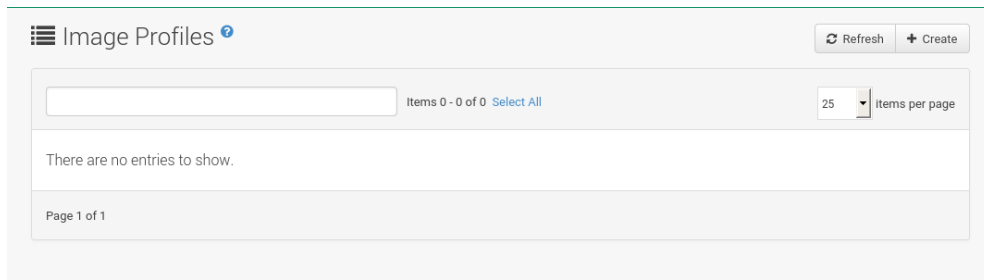 Image Profiles ?
Refresh Create
Items 0 - 0 of 0 Select All 25 items per page
There are no entries to show.
Page 1 of 1